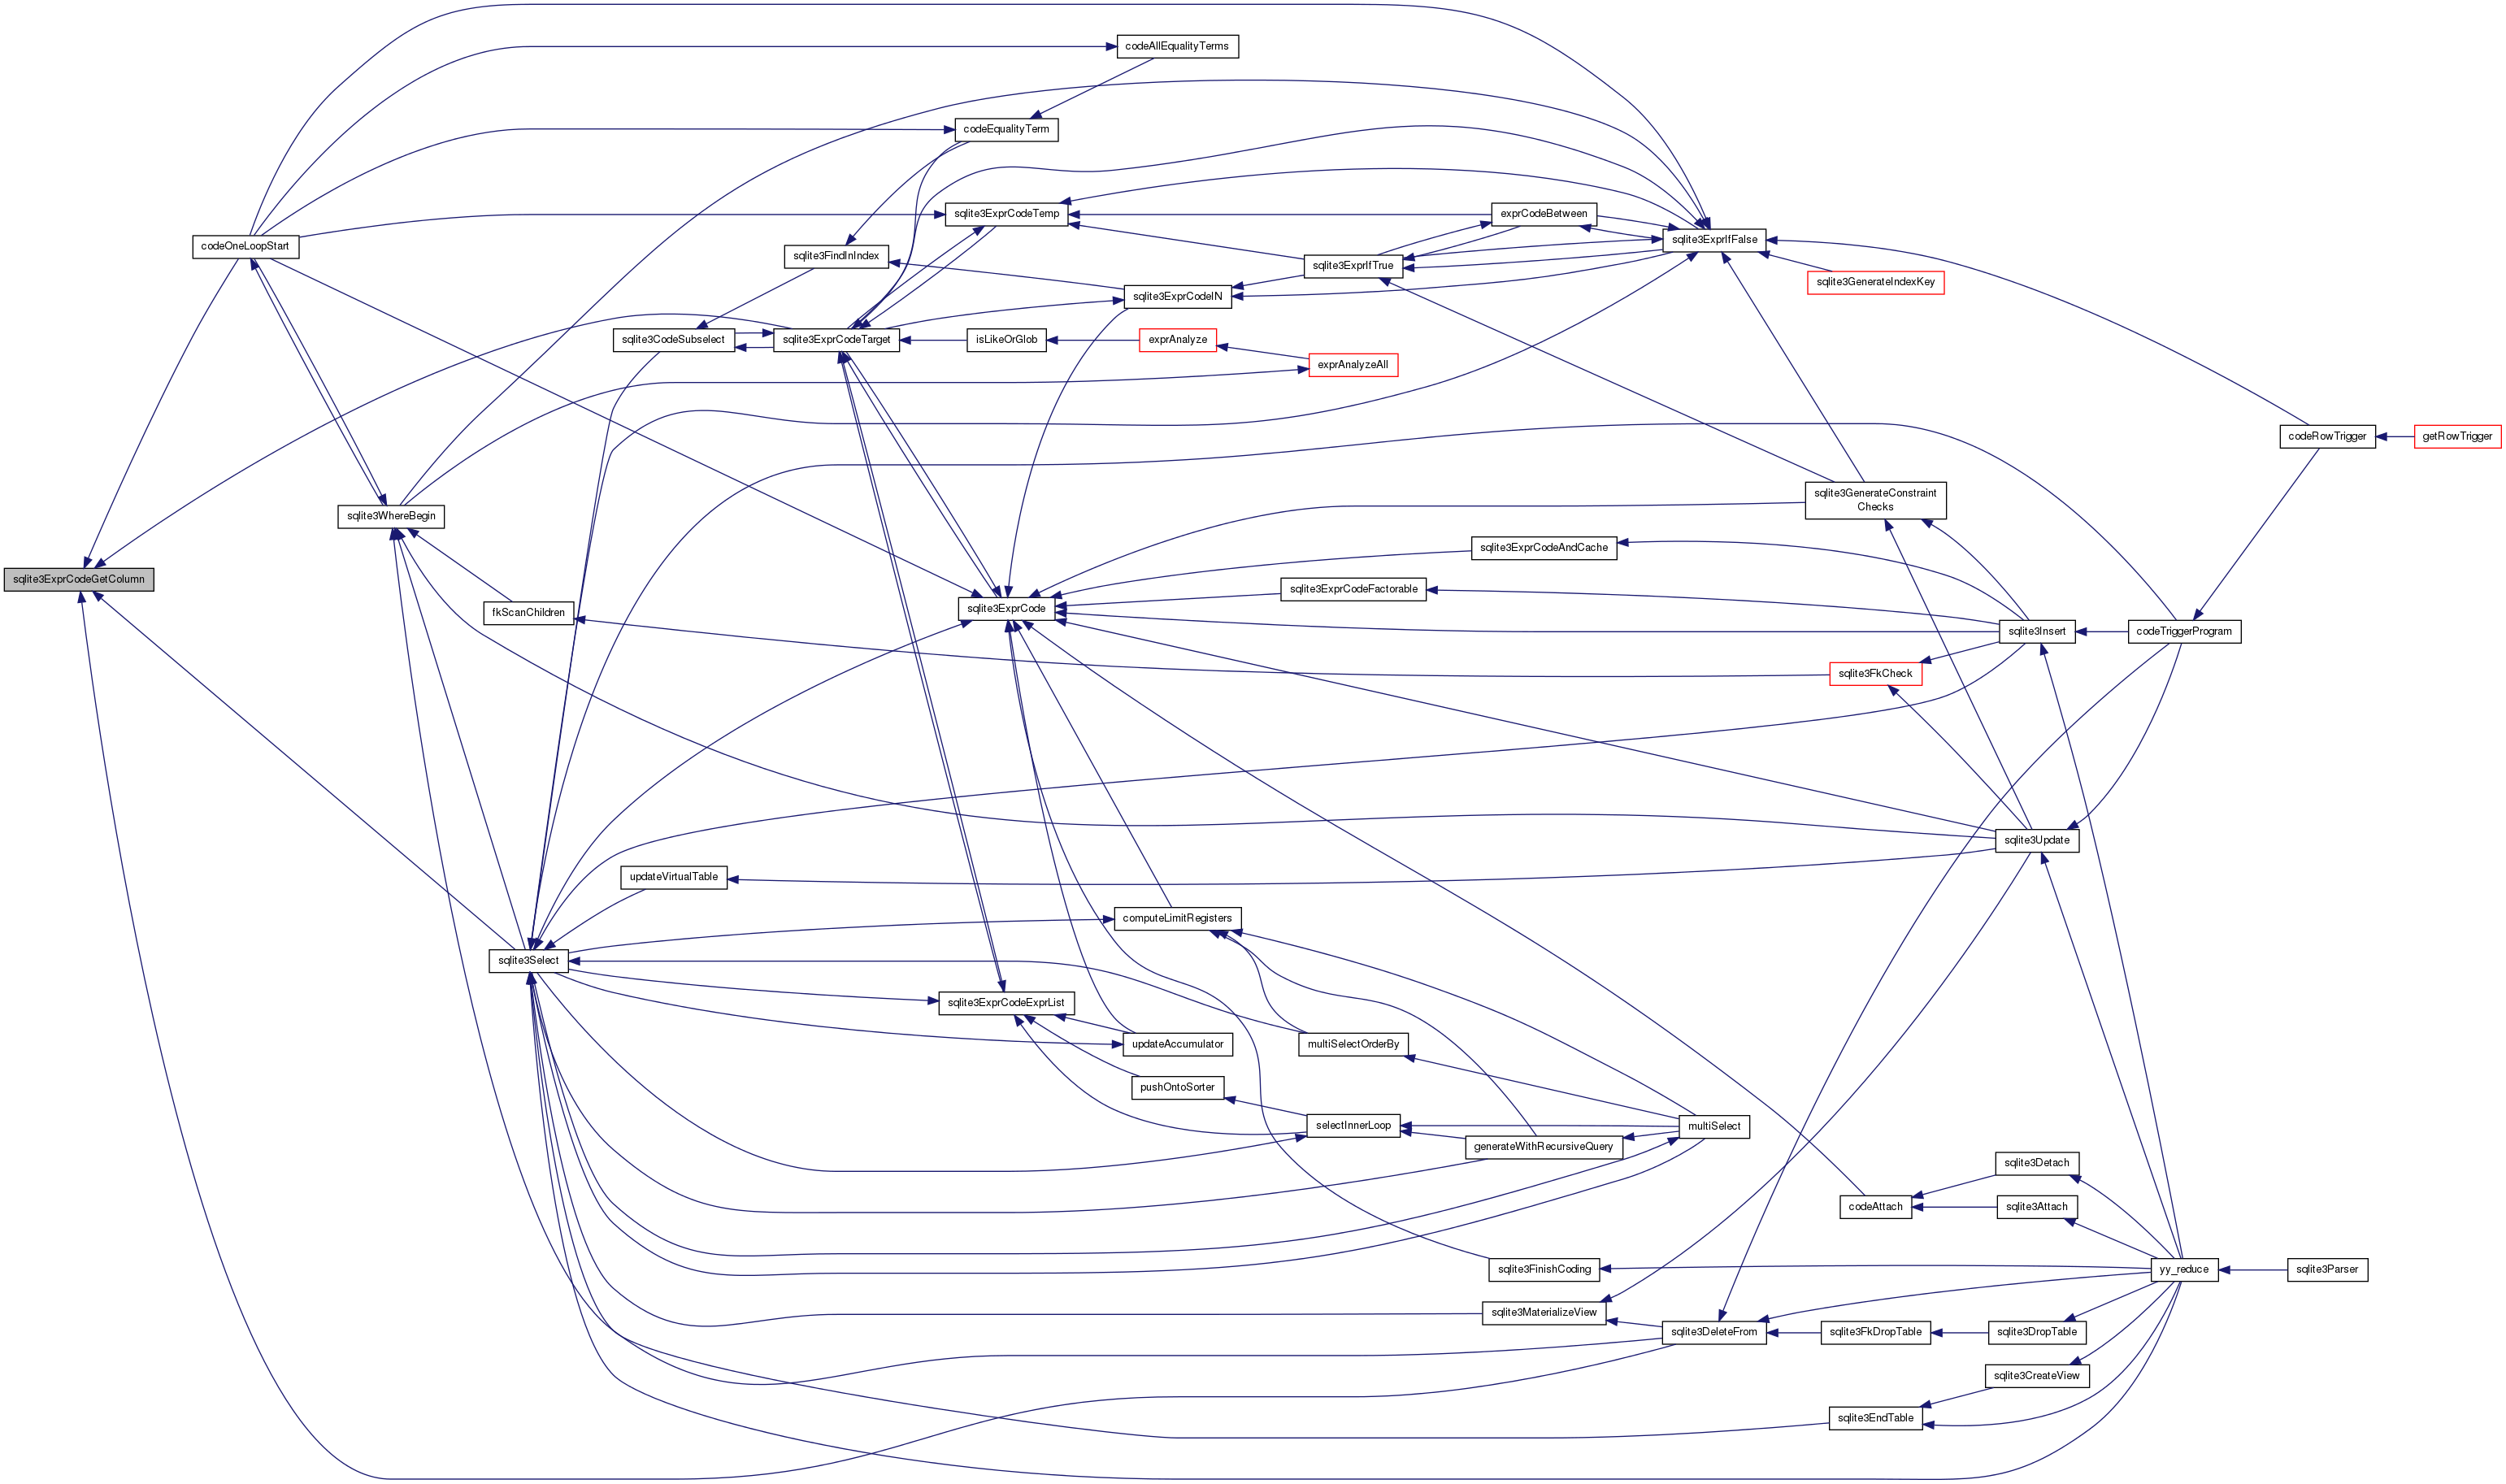 codeAllEqualityTerms
codeEqualityTerm
sqlite3ExprCodeTemp
exprCodeBetween
codeOneLoopStart
sqlite3ExprIfFalse
sqlite3FindInIndex
sqlite3ExprIfTrue
sqlite3GenerateIndexKey
sqlite3ExprCodeIN
sqlite3CodeSubselect
sqlite3ExprCodeTarget
isLikeOrGlob
exprAnalyze
exprAnalyzeAll
codeRowTrigger
getRowTrigger
sqlite3GenerateConstraint
Checks
sqlite3WhereBegin
sqlite3ExprCodeAndCache
sqlite3ExprCodeGetColumn
sqlite3ExprCodeFactorable
fkScanChildren
sqlite3ExprCode
sqlite3Insert
codeTriggerProgram
sqlite3FkCheck
sqlite3Update
updateVirtualTable
computeLimitRegisters
sqlite3Select
sqlite3ExprCodeExprList
updateAccumulator
multiSelectOrderBy
pushOntoSorter
selectInnerLoop
multiSelect
generateWithRecursiveQuery
sqlite3Detach
codeAttach
sqlite3Attach
sqlite3FinishCoding
yy_reduce
sqlite3Parser
sqlite3MaterializeView
sqlite3DeleteFrom
sqlite3FkDropTable
sqlite3DropTable
sqlite3CreateView
sqlite3EndTable